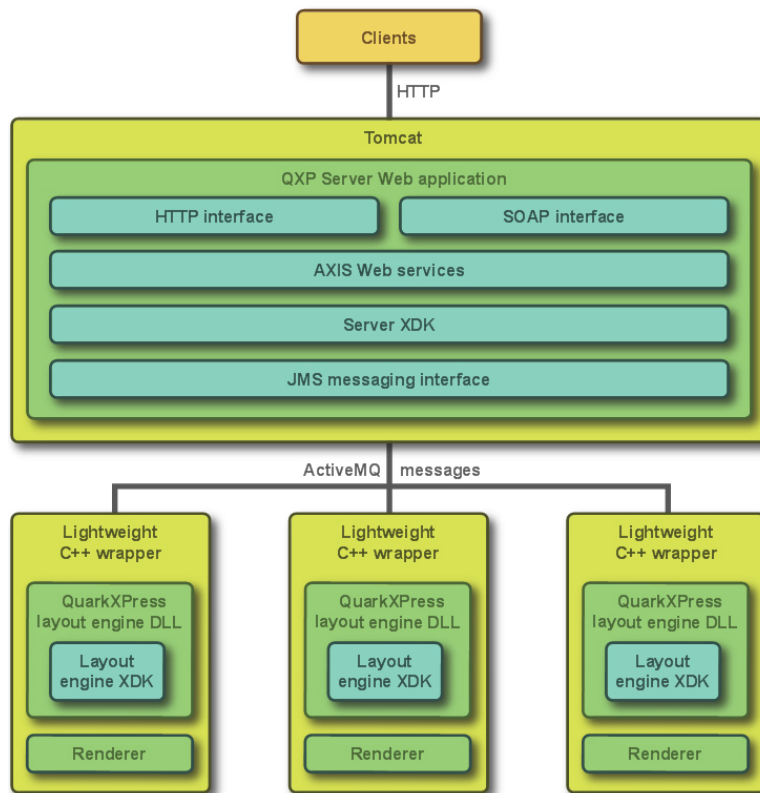 Clients
HTTP
Tomcat
QXP Server Web application
HTTP interface
SOAP interface
AXIS Web services
Server XDK
JMS messaging interface
ActiveMQ messages
Lightweight
C++ wrapper
QuarkXPress
layout engine DLL
Layout
engine XDK
Renderer
Lightweight
C++ wrapper
QuarkXPress
layout engine DLL
Layout
engine XDK
Renderer
Lightweight
C++ wrapper
QuarkXPress
layout engine DLL
Layout
engine XDK
Renderer